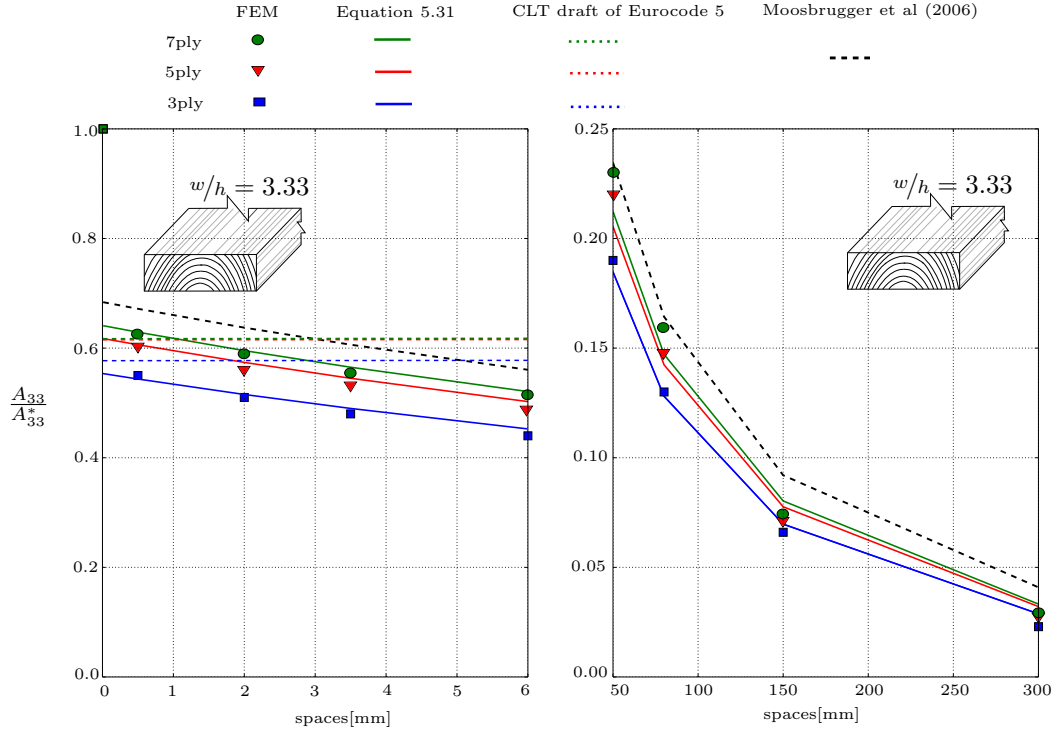 FEM Equation 5.31 CLT draft of Eurocode 5 Moosbrugger et al (2006)
7ply
5ply
3ply
w/h = 3.33
w/h = 3.33
A33
A*33
1.0
0.8
0.6
0.4
0.2
0.0
0 1 2 3 4 5 6
spaces[mm]
0.25
0.20
0.15
0.10
0.05
0.00
50 100 150 200 250 300
spaces[mm]